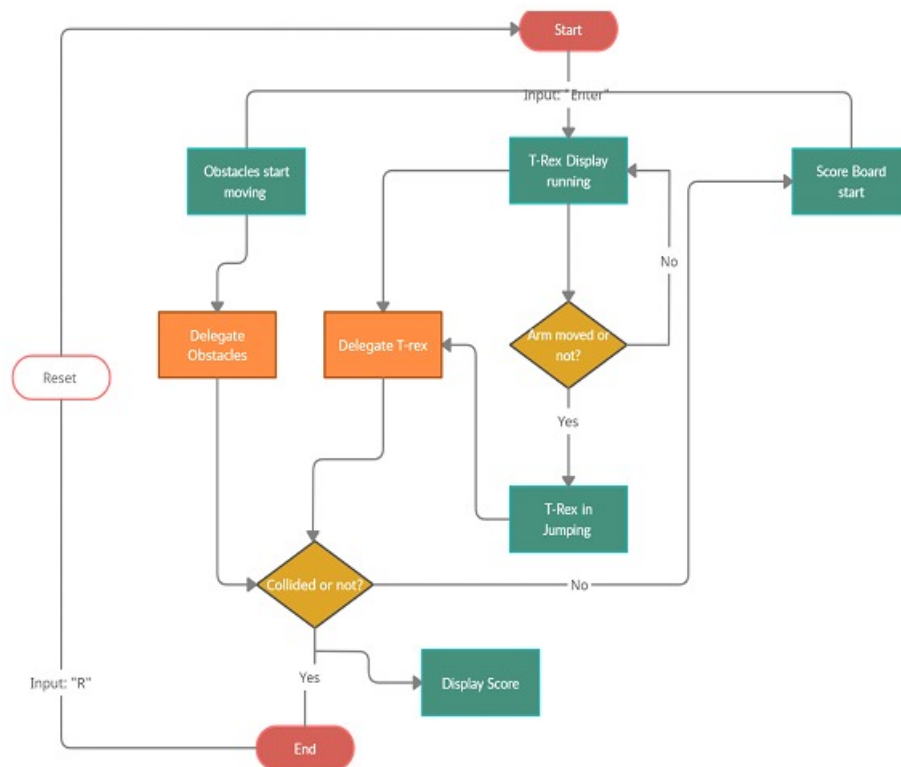 Start
Input: "Enter"
Obstacles start
moving
T-Rex Display
running
Score Board
start
No
Delegate
Obstacles
Delegate T-rex
Arm moved or
not?
Reset
Yes
T-Rex in
Jumping
Collided or not?
No
Yes
Display Score
Input: "R"
End